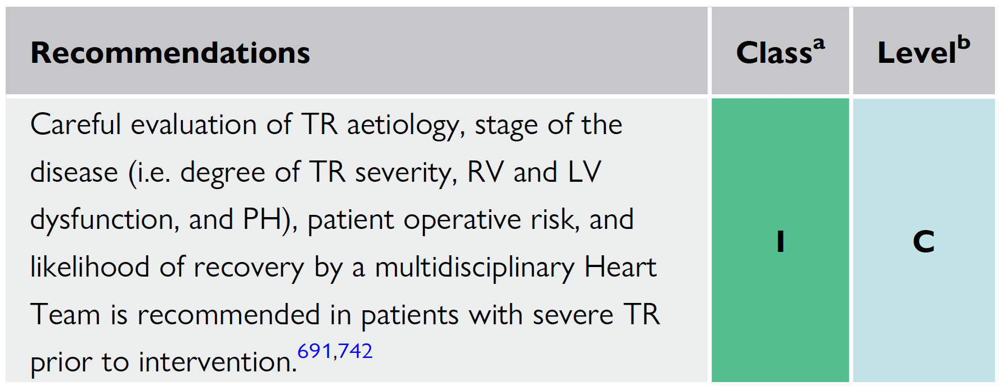 Recommendations Classᵃ Levelᵇ
Careful evaluation of TR aetiology, stage of the
disease (i.e. degree of TR severity, RV and LV
dysfunction, and PH), patient operative risk, and
likelihood of recovery by a multidisciplinary Heart
Team is recommended in patients with severe TR
prior to intervention.⁶⁹¹,⁷⁴²
I
C